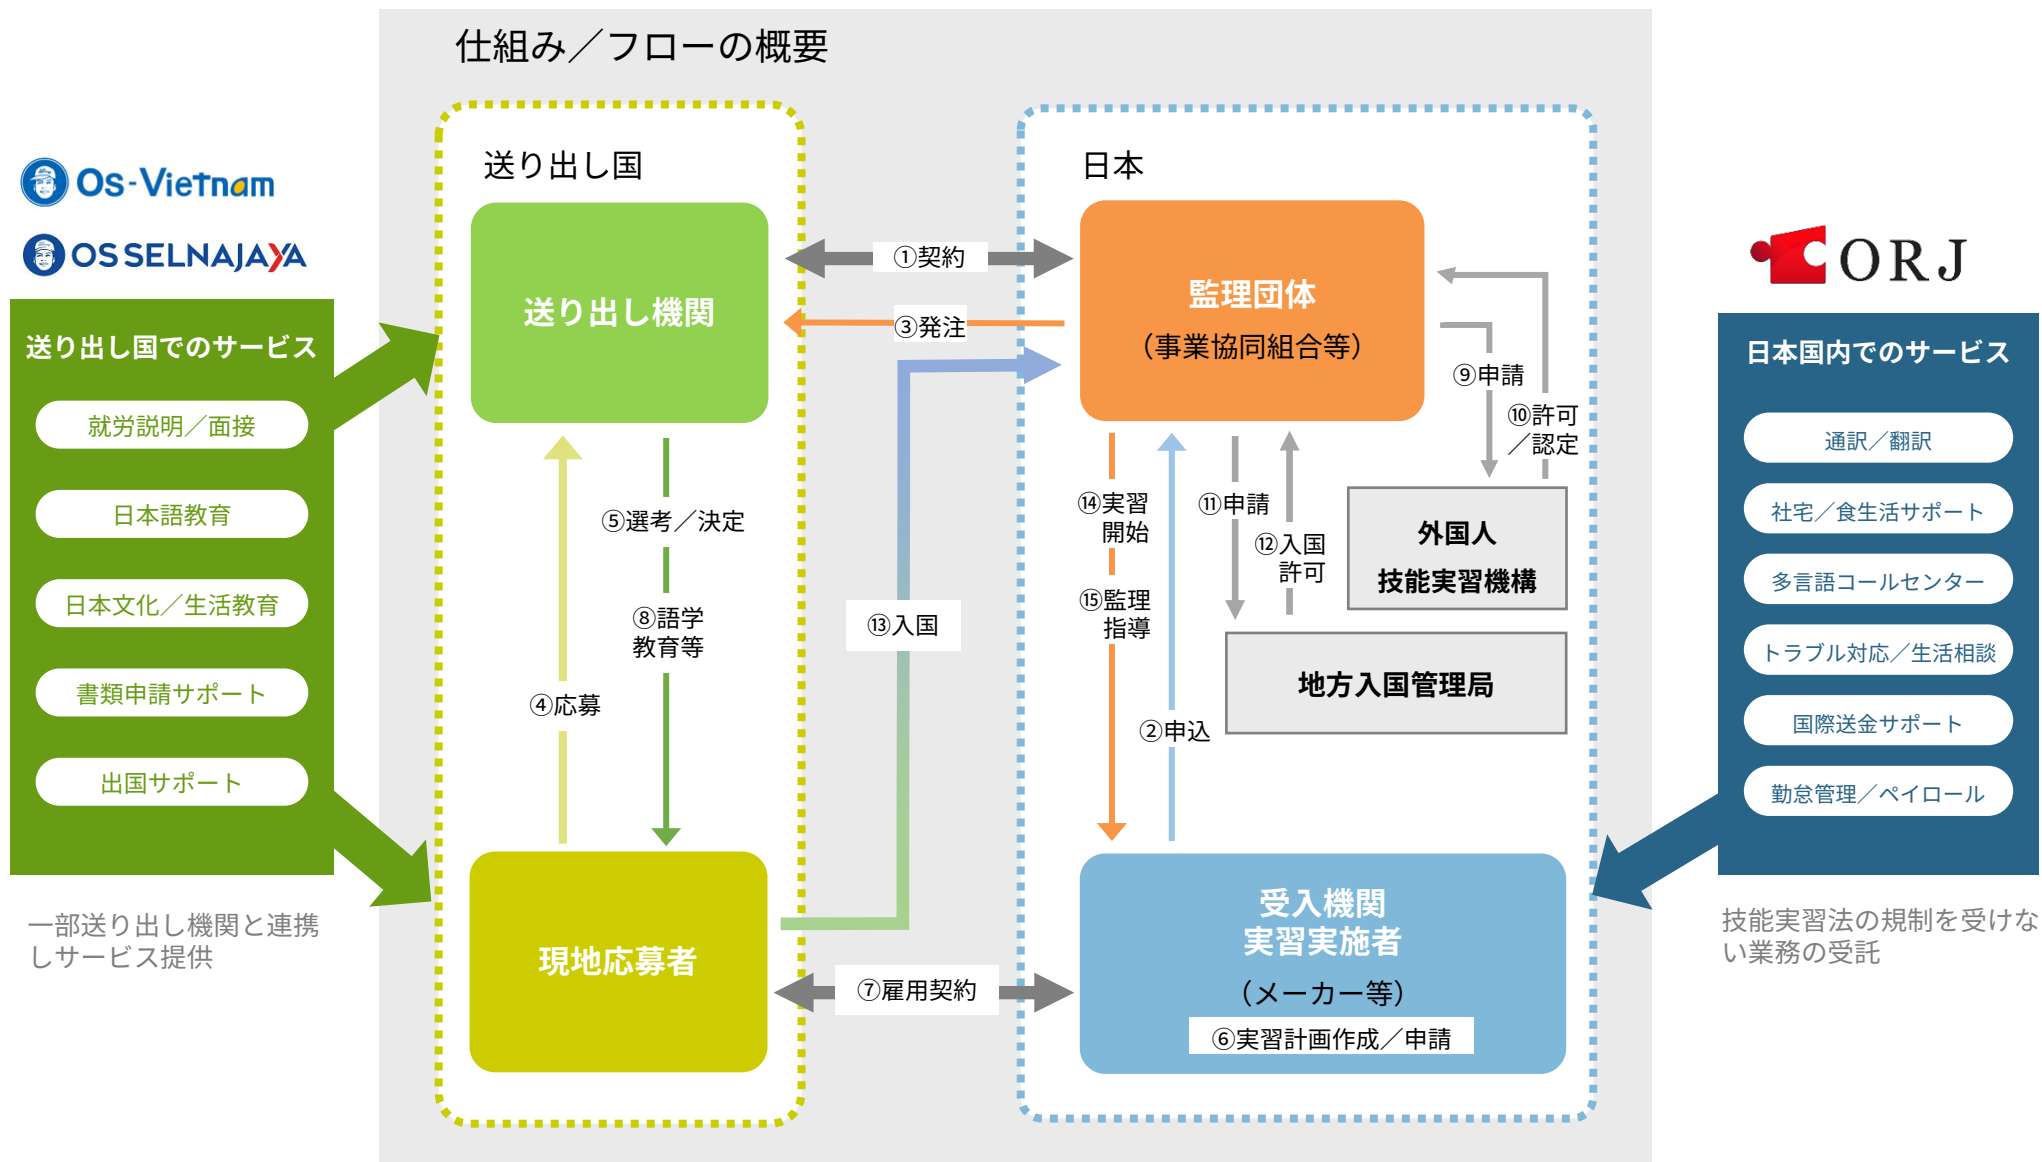 仕組み／フローの概要
Os-Vietnam
OS SELNAJAYA
送り出し国でのサービス
就労説明／面接
日本語教育
日本文化／生活教育
書類申請サポート
出国サポート
一部送り出し機関と連携
しサービス提供
送り出し国
送り出し機関
⑤選考／決定
⑧語学
教育等
④応募
現地応募者
①契約
③発注
⑬入国
⑦雇用契約
日本
監理団体
（事業協同組合等）
⑨申請
⑩許可
／認定
⑭実習
開始
⑪申請
⑫入国
許可
⑮監理
指導
②申込
外国人
技能実習機構
地方入国管理局
受入機関
実習実施者
（メーカー等）
⑥実習計画作成／申請
ORJ
日本国内でのサービス
通訳／翻訳
社宅／食生活サポート
多言語コールセンター
トラブル対応／生活相談
国際送金サポート
勤怠管理／ペイロール
技能実習法の規制を受けな
い業務の受託